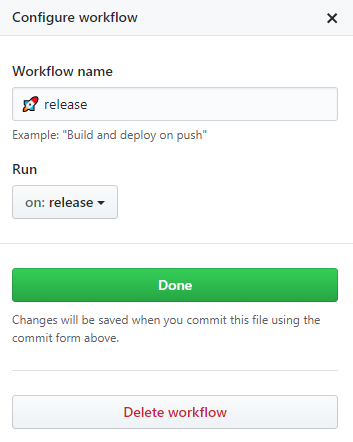 Configure workflow
Workflow name
🚀 release
Example: "Build and deploy on push"
Run
on: release
Done
Changes will be saved when you commit this file using the
commit form above.
Delete workflow